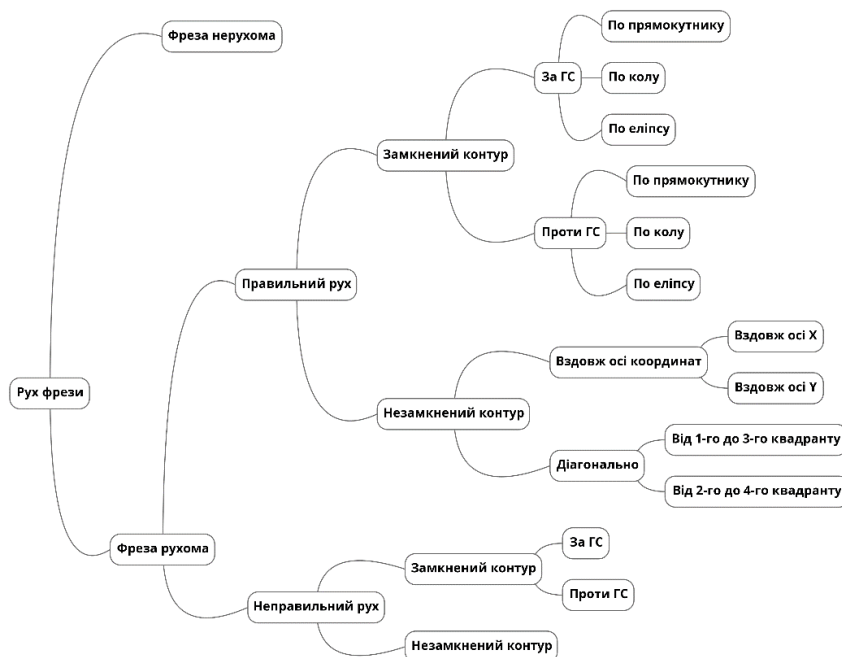 Фреза нерухома
По прямокутнику
За ГС
По колу
По еліпсу
Замкнений контур
По прямокутнику
Проти ГС
По колу
По еліпсу
Правильний рух
Вздовж осі X
Вздовж осі координат
Вздовж осі Y
Рух фрези
Незамкнений контур
Від 1-го до 3-го квадранту
Діагонально
Від 2-го до 4-го квадранту
Фреза рухома
За ГС
Замкнений контур
Проти ГС
Неправильний рух
Незамкнений контур